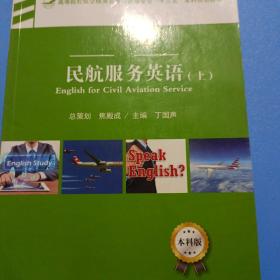 民航服务英语（上）
English for Civil Aviation Service
总策划 焦殿成 / 主编 丁国声
English Study
Speak
English?
本科版